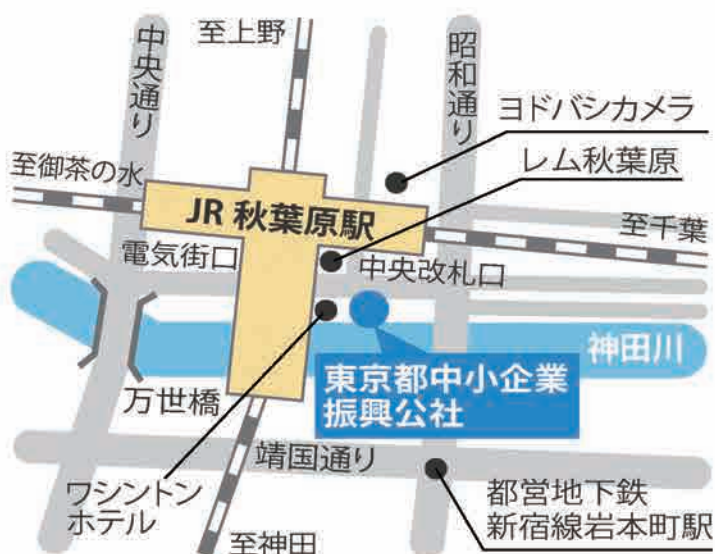 至上野
中央通り
昭和通り
ヨドバシカメラ
レム秋葉原
至御茶の水
JR 秋葉原駅
至千葉
電気街口
中央改札口
神田川
東京都中小企業
振興公社
万世橋
靖国通り
ワシントン
ホテル
都営地下鉄
新宿線岩本町駅
至神田